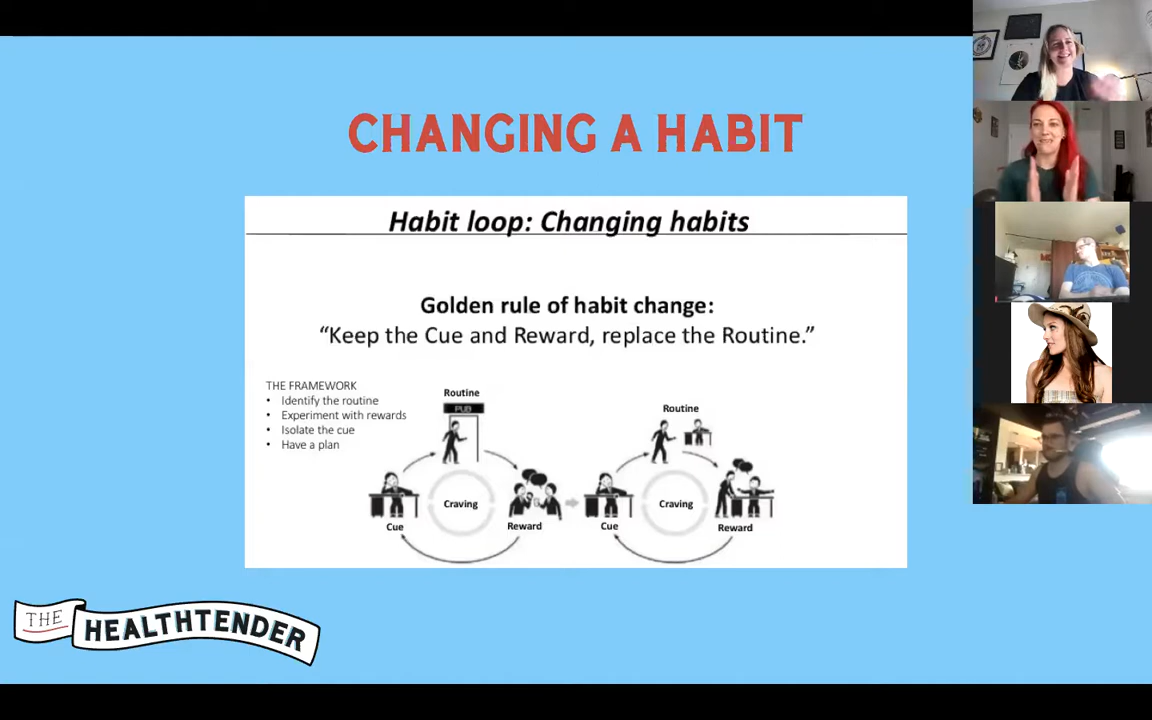 CHANGING A HABIT
Habit loop: Changing habits
Golden rule of habit change:
“Keep the Cue and Reward, replace the Routine.”
THE FRAMEWORK
• Identify the routine
• Experiment with rewards
• Isolate the cue
• Have a plan
Routine
PUB
Craving
Cue
Reward
Routine
Craving
Cue
Reward
THE HEALTHTENDER